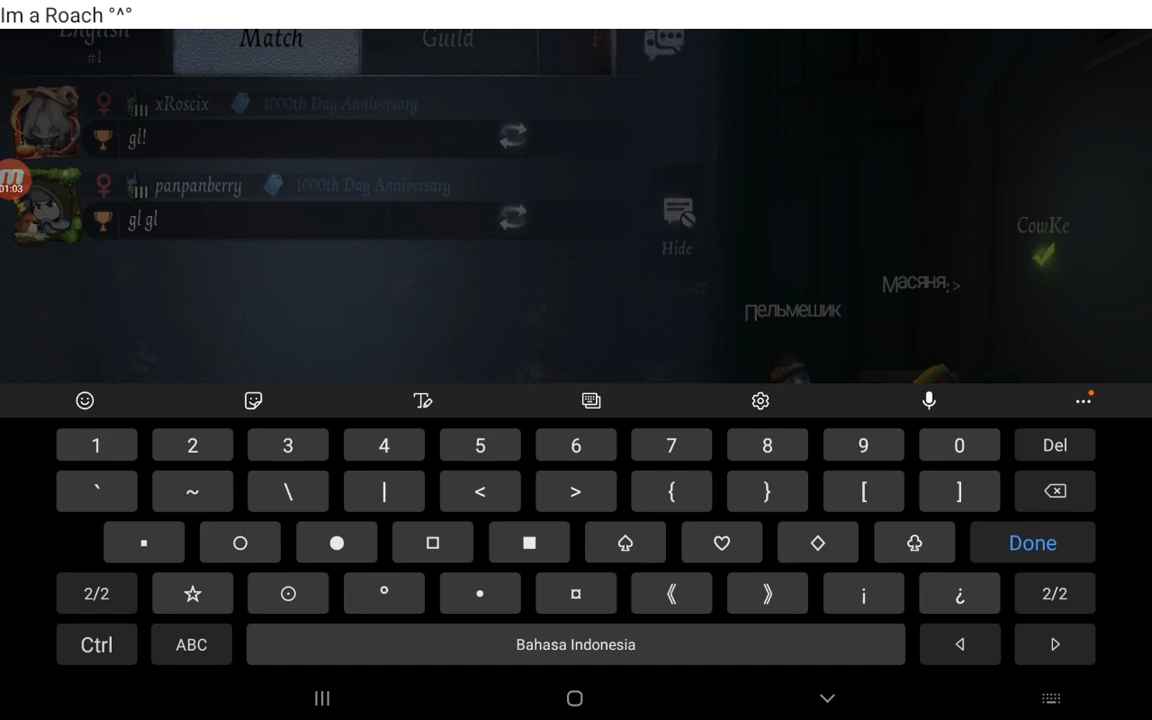 Im a Roach °^°
English
Match
Guild
#1
xRoscix
1000th Day Anniversary
gl!
01:03
panpanberry
1000th Day Anniversary
gl gl
Hide
CowKe
Масяня;>
Пельмешик
1 2 3 4 5 6 7 8 9 0 Del
` ~ \ | < > { } [ ]
▪ ○ ● □ ■ ♤ ♡ ◇ ♧ Done
2/2 ☆ ⊙ ° • ¤ 《 》 ¡ ¿ 2/2
Ctrl ABC Bahasa Indonesia